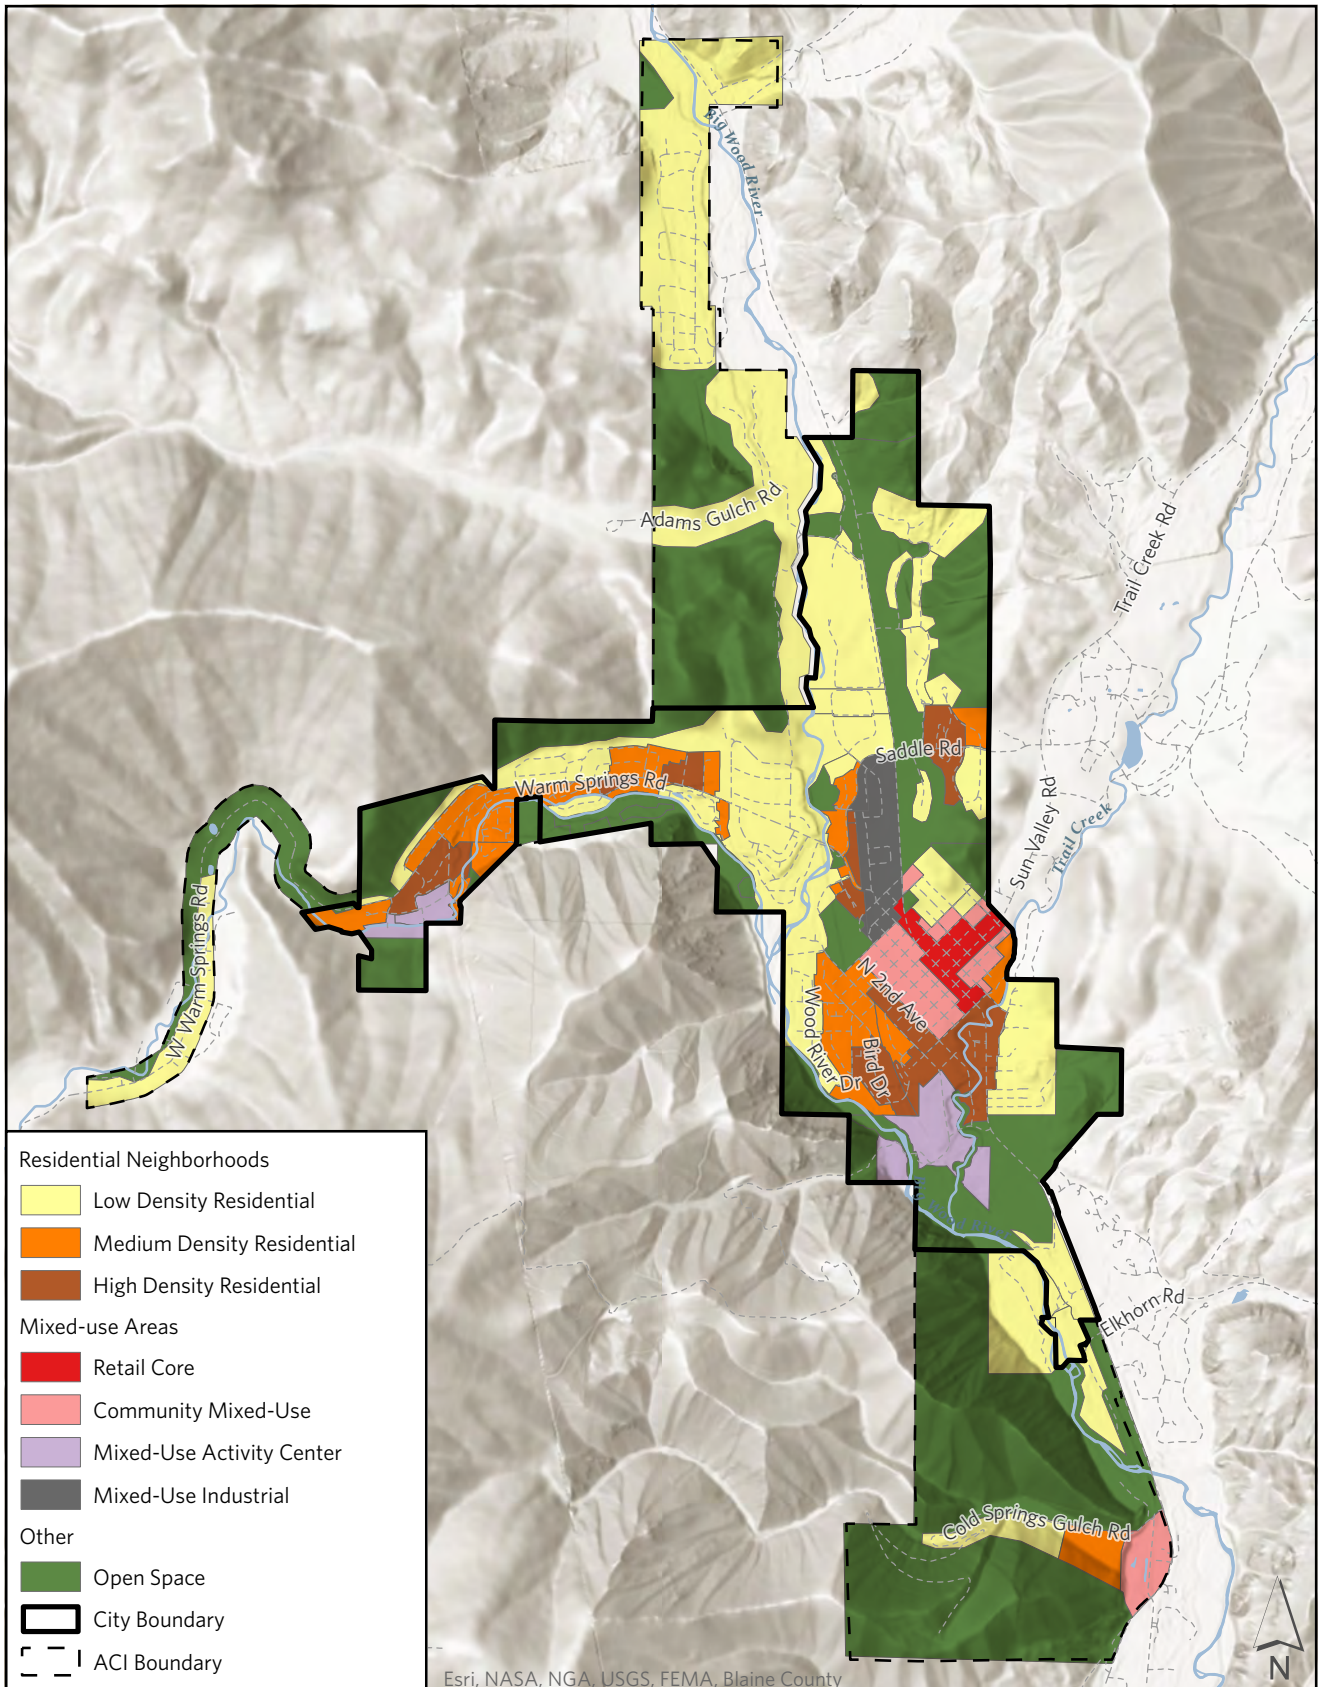 Big Wood River
Adams Gulch Rd
Trail Creek Rd
Saddle Rd
Warm Springs Rd
Sun Valley Rd
Trail Creek
W Warm Springs Rd
N 2nd Ave
Wood River Dr
Bird Dr
Wood River
Elkhorn Rd
Cold Springs Gulch Rd
Residential Neighborhoods
Low Density Residential
Medium Density Residential
High Density Residential
Mixed-use Areas
Retail Core
Community Mixed-Use
Mixed-Use Activity Center
Mixed-Use Industrial
Other
Open Space
City Boundary
ACI Boundary
N
Esri, NASA, NGA, USGS, FEMA, Blaine County